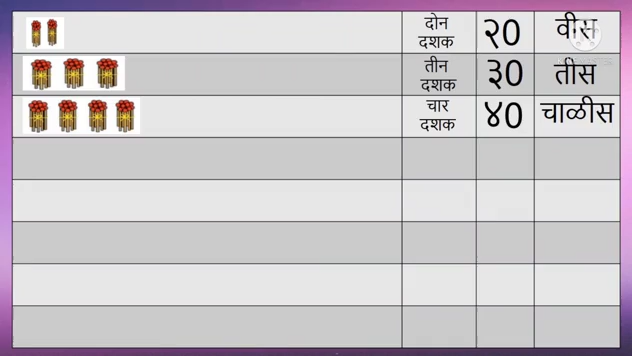 दोन
दशक
२०
वीस
तीन
दशक
३०
तीस
चार
दशक
४०
चाळीस